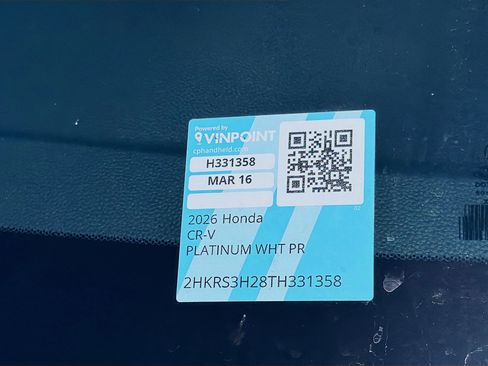 Powered by
VINPOINT
cphandheld.com
H331358
MAR 16
2026 Honda
CR-V
PLATINUM WHT PR
2HKRS3H28TH331358